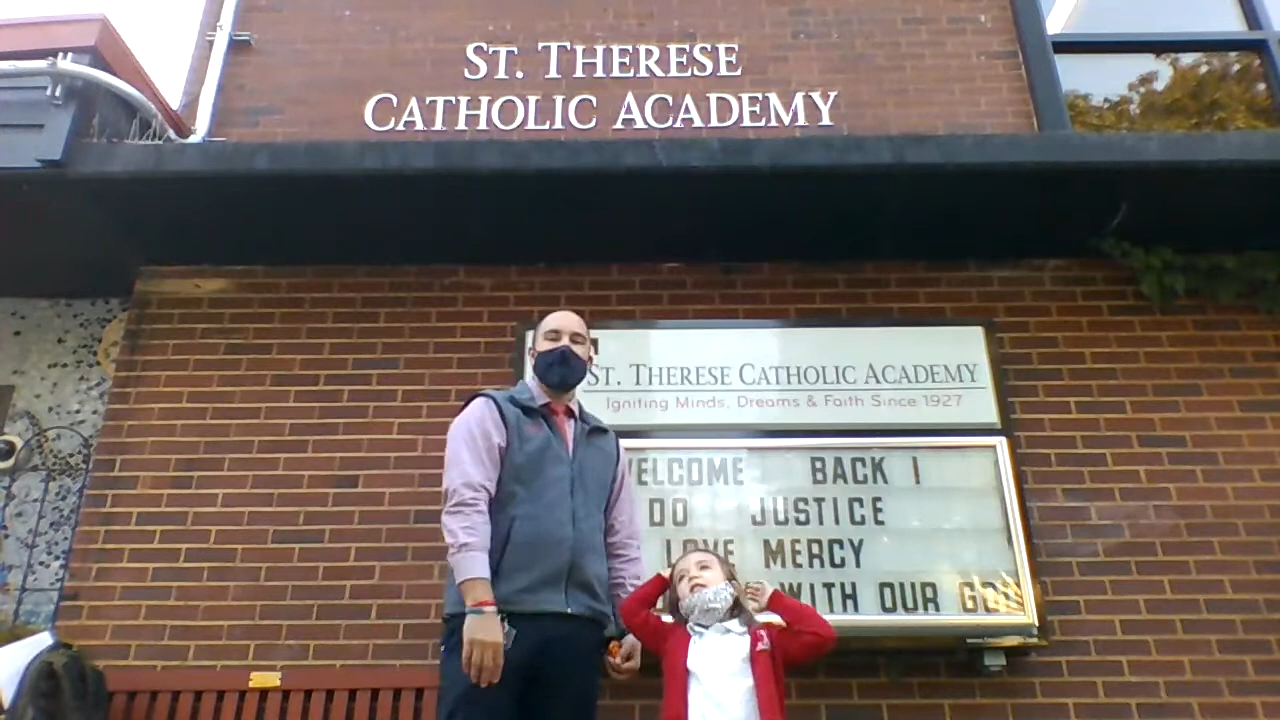 ST. THERESE
CATHOLIC ACADEMY
ST. THERESE CATHOLIC ACADEMY
Igniting Minds, Dreams & Faith Since 1927
WELCOME BACK !
DO JUSTICE
LOVE MERCY
WITH OUR GOD